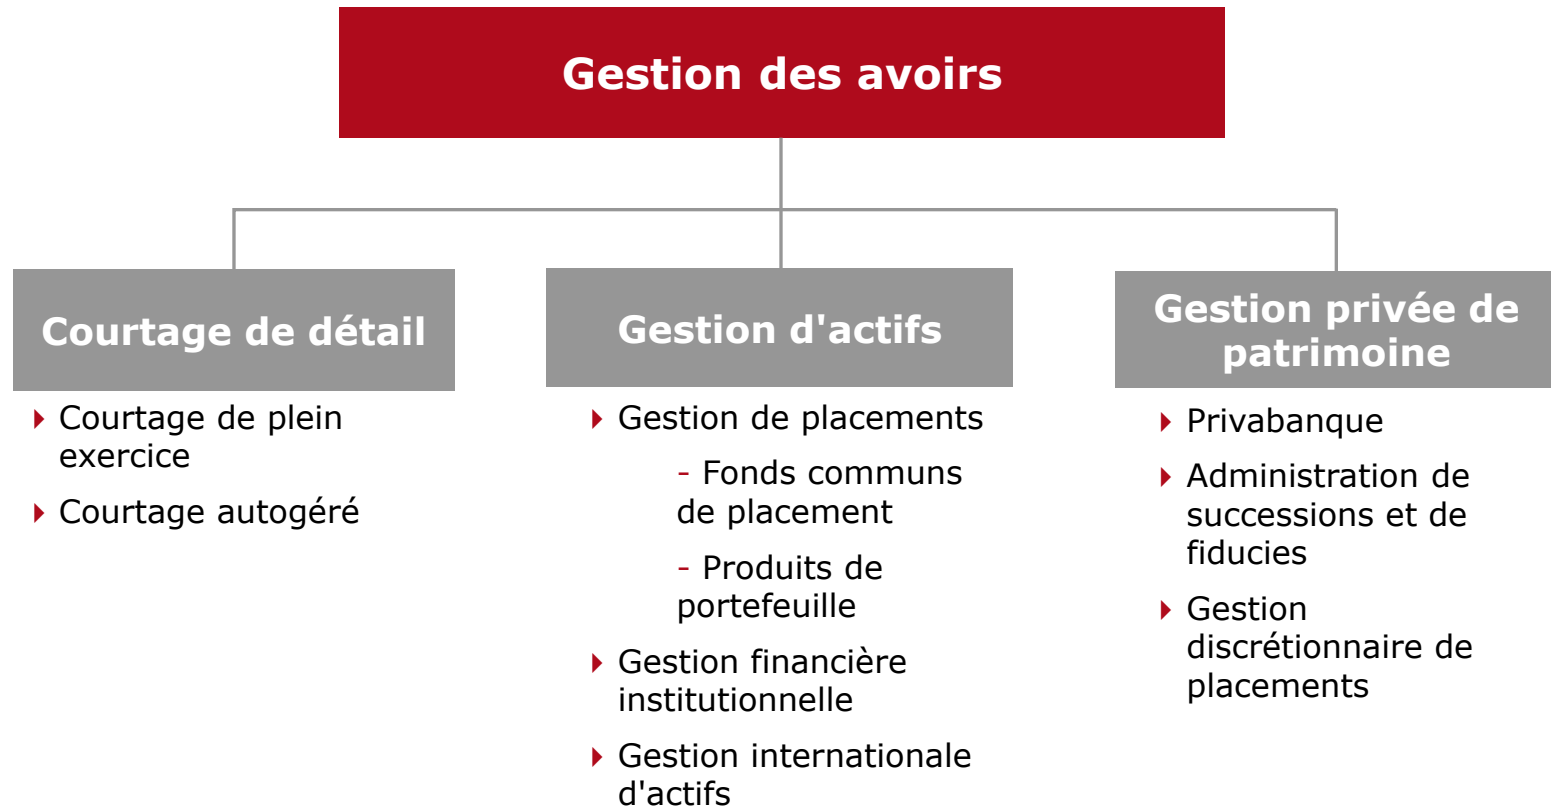 Gestion des avoirs
Courtage de détail
Courtage de plein
exercice
Courtage autogéré
Gestion d'actifs
Gestion de placements
- Fonds communs
de placement
- Produits de
portefeuille
Gestion financière
institutionnelle
Gestion internationale
d'actifs
Gestion privée de
patrimoine
Privabanque
Administration de
successions et de
fiducies
Gestion
discrétionnaire de
placements